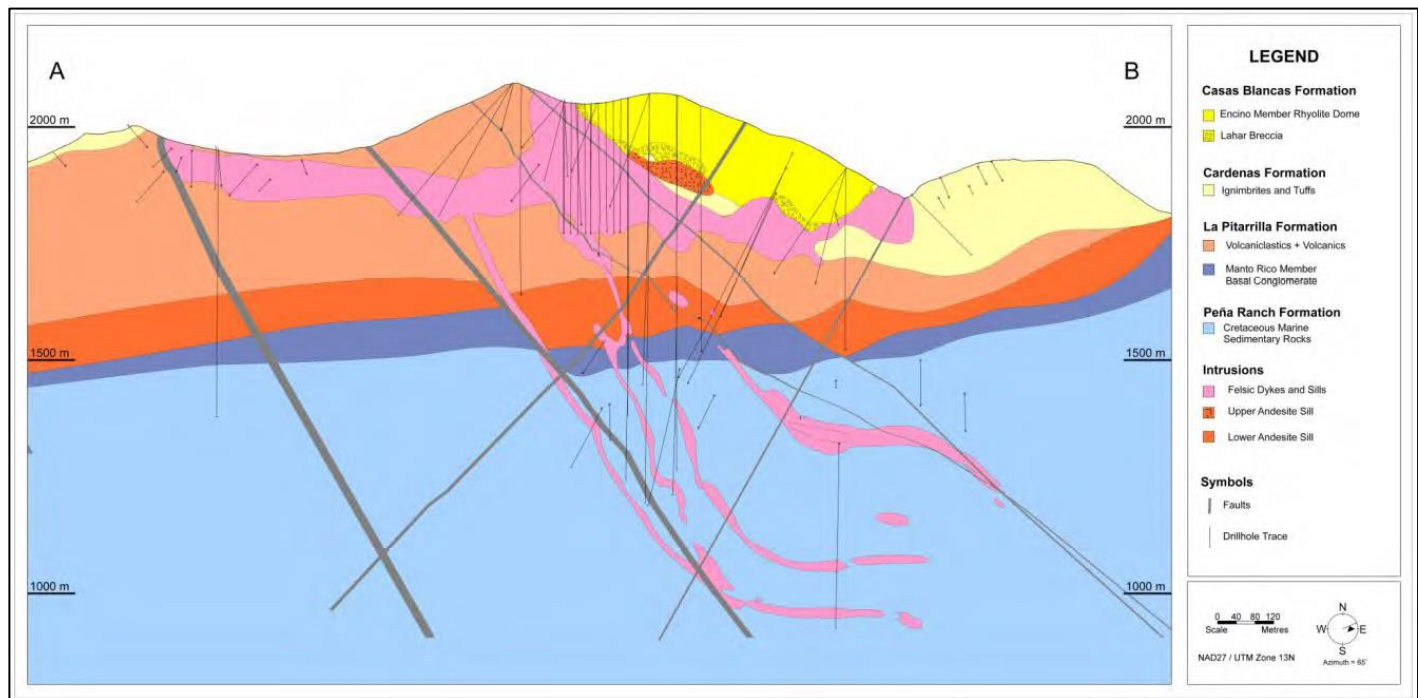 A
B
2000 m
2000 m
1500 m
1500 m
1000 m
1000 m
LEGEND
Casas Blancas Formation
Encino Member Rhyolite Dome
Lahar Breccia
Cardenas Formation
Ignimbrites and Tuffs
La Pitarrilla Formation
Volcaniclastics + Volcanics
Manto Rico Member
Basal Conglomerate
Peña Ranch Formation
Cretaceous Marine
Sedimentary Rocks
Intrusions
Felsic Dykes and Sills
Upper Andesite Sill
Lower Andesite Sill
Symbols
Faults
Drillhole Trace
0 40 80 120
Scale Metres
NAD27 / UTM Zone 13N
N
W E
S
Azimuth = 65°